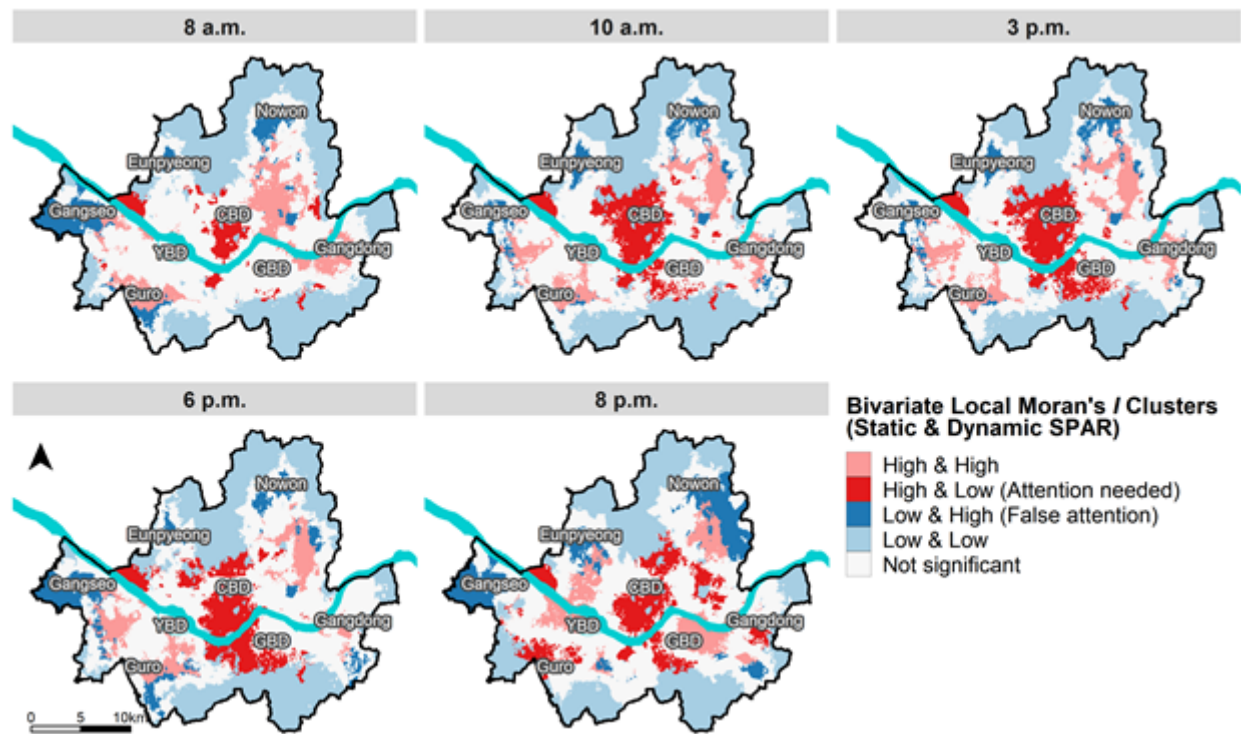 8 a.m.
10 a.m.
3 p.m.
Nowon
Eunpyeong
Gangseo
CBD
YBD
GBD
Gangdong
Guro
Nowon
Eunpyeong
Gangseo
CBD
YBD
GBD
Gangdong
Guro
Nowon
Eunpyeong
Gangseo
CBD
YBD
GBD
Gangdong
Guro
6 p.m.
8 p.m.
Nowon
Eunpyeong
Gangseo
CBD
YBD
GBD
Gangdong
Guro
0 5 10km
Nowon
Eunpyeong
Gangseo
CBD
YBD
GBD
Gangdong
Guro
Bivariate Local Moran's I Clusters
(Static & Dynamic SPAR)
High & High
High & Low (Attention needed)
Low & High (False attention)
Low & Low
Not significant